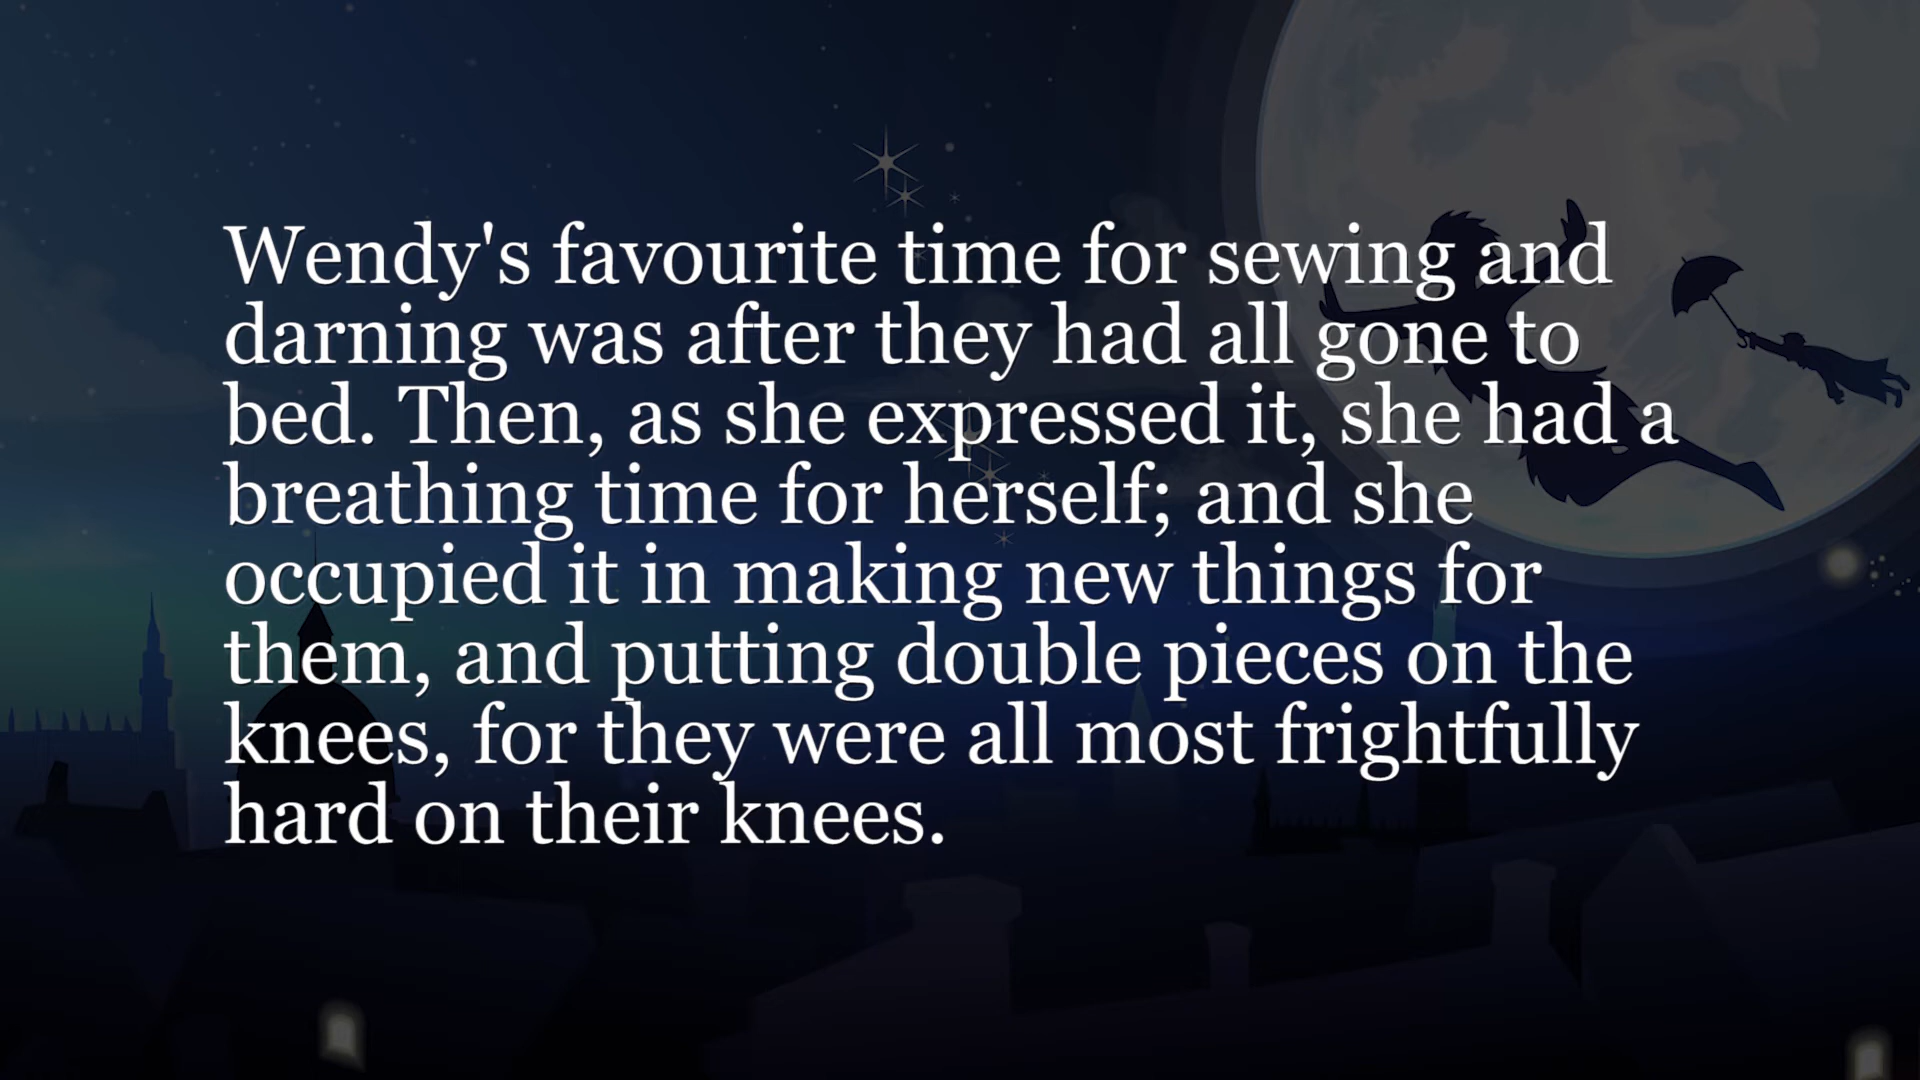 Wendy's favourite time for sewing and
darning was after they had all gone to
bed. Then, as she expressed it, she had a
breathing time for herself; and she
occupied it in making new things for
them, and putting double pieces on the
knees, for they were all most frightfully
hard on their knees.